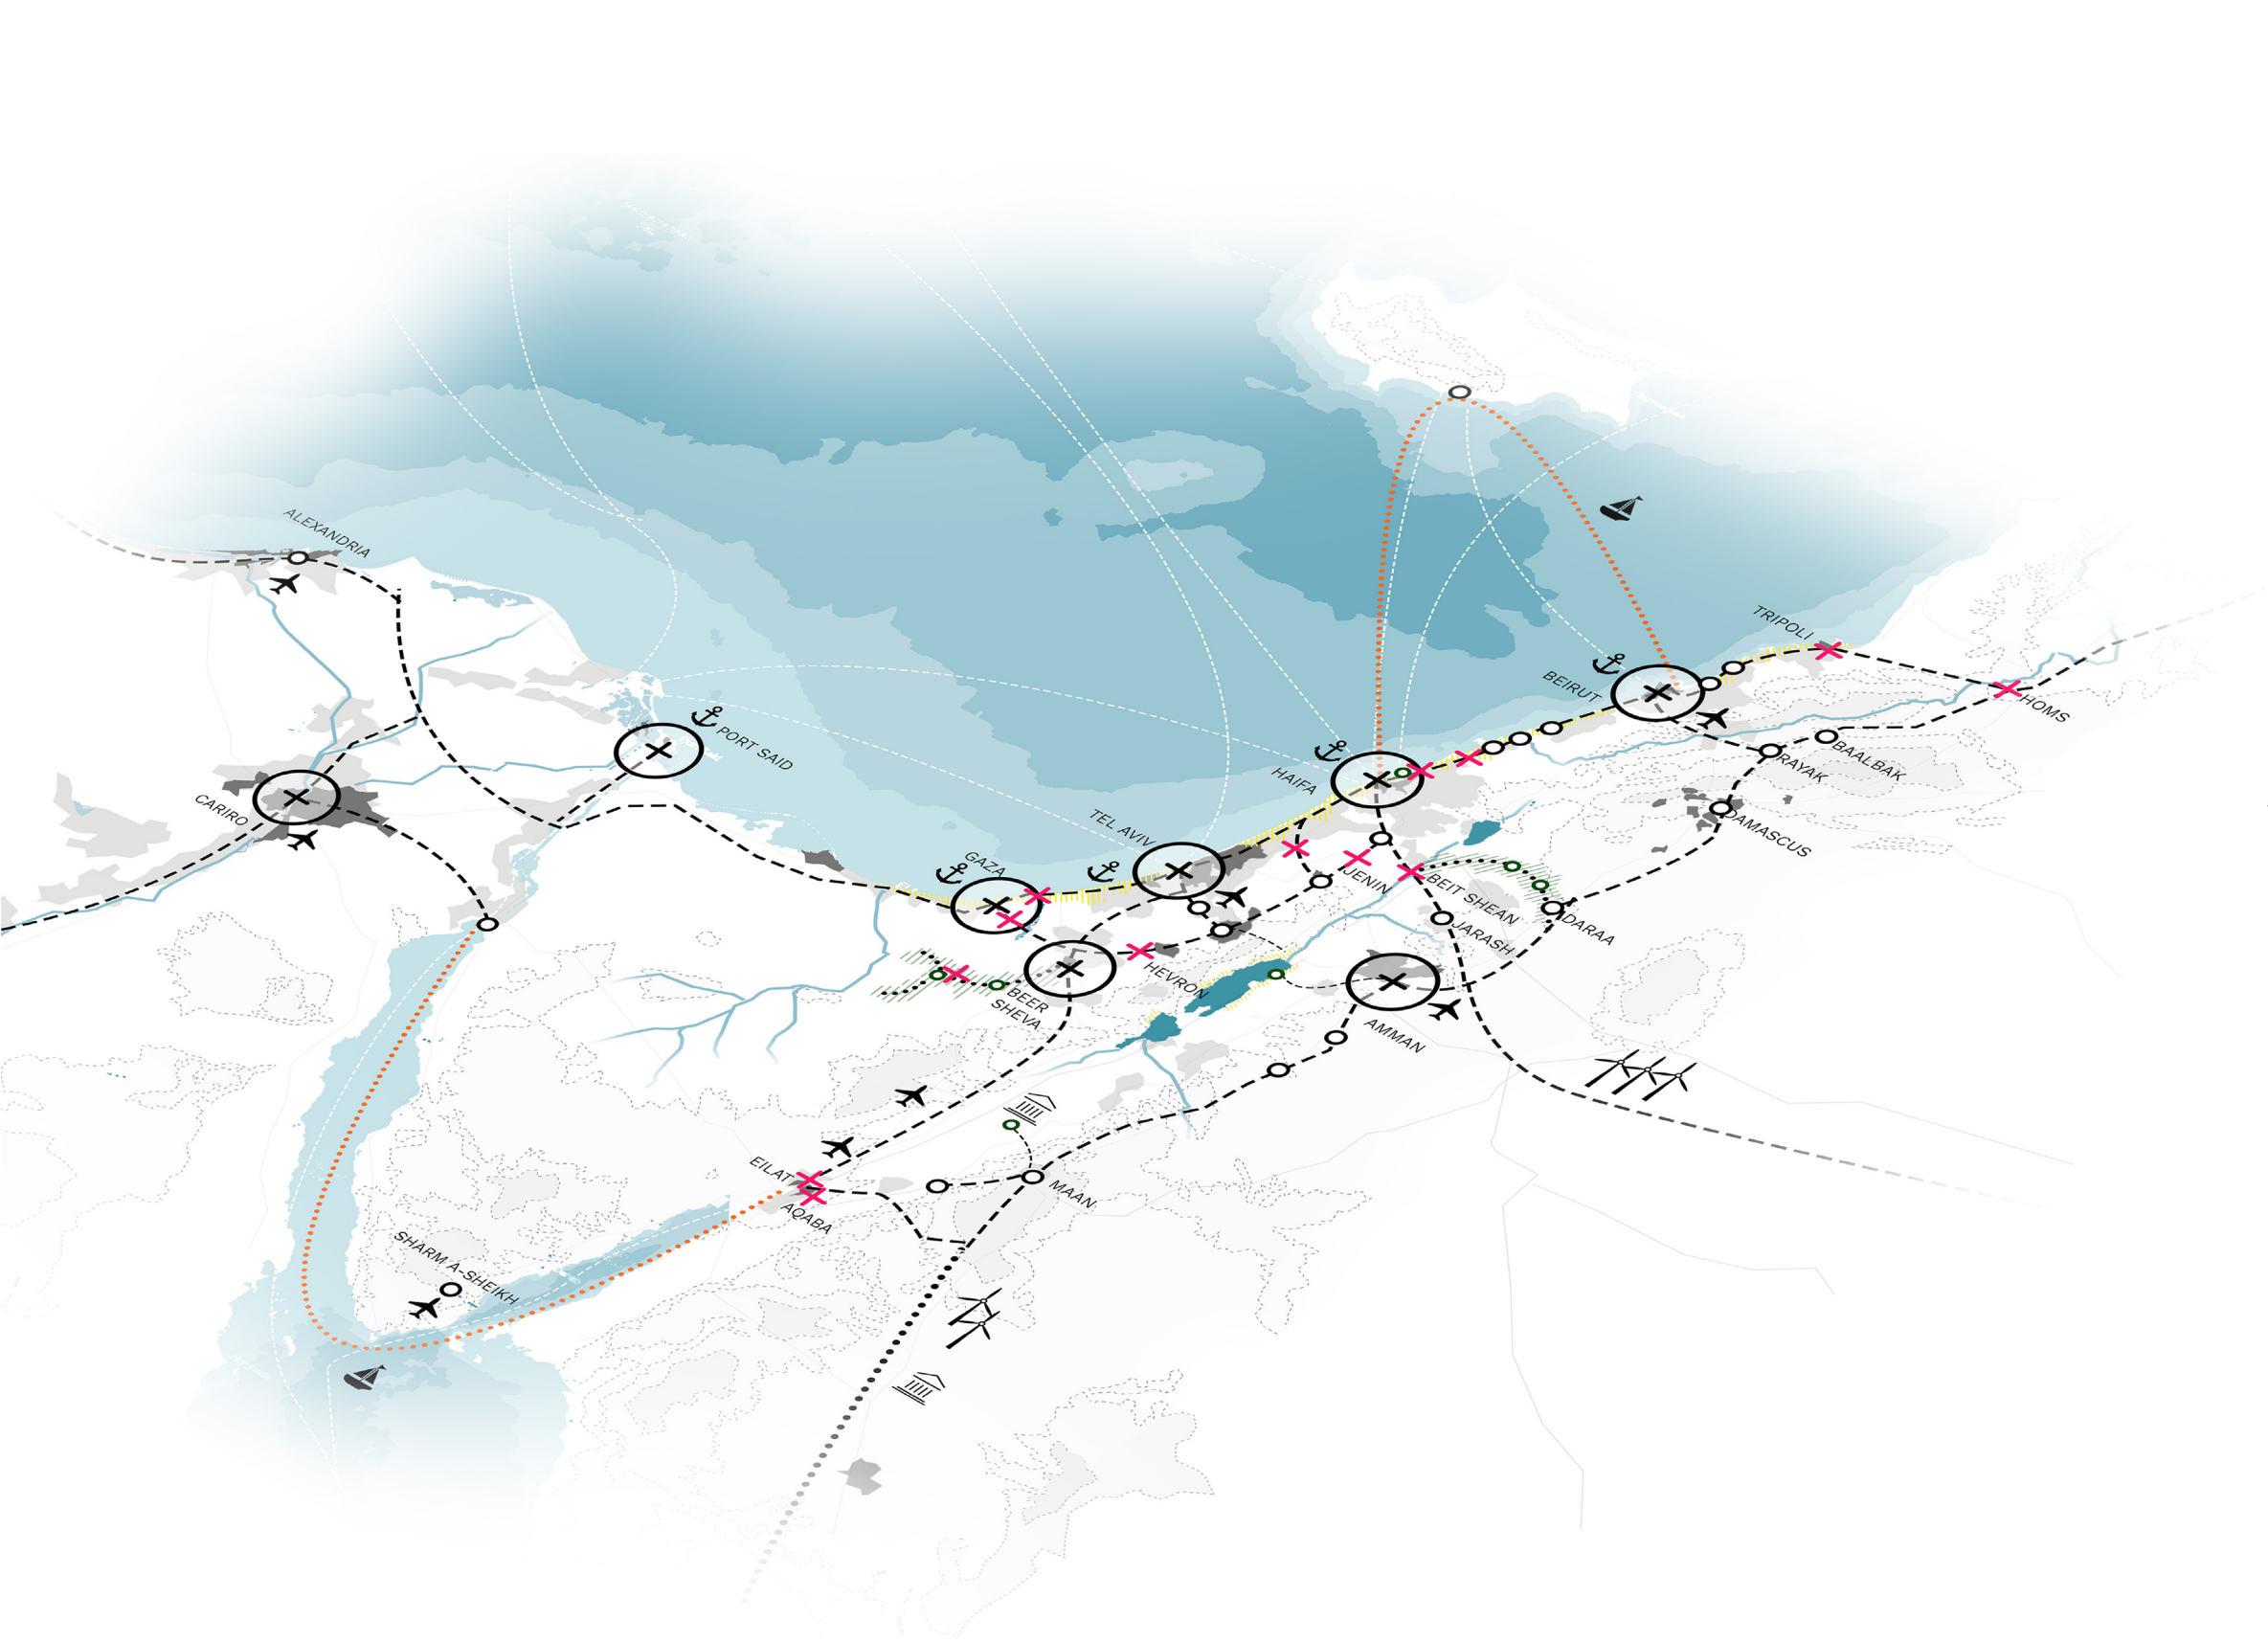 ALEXANDRIA
CARIRO
PORT SAID
GAZA
TEL AVIV
HAIFA
BEIRUT
TRIPOLI
HOMS
BAALBAK
RAYAK
DAMASCUS
DARAA
BEIT SHEAN
JENIN
JARASH
HEVRON
BEER
SHEVA
AMMAN
MAAN
EILAT
AQABA
SHARM A-SHEIKH